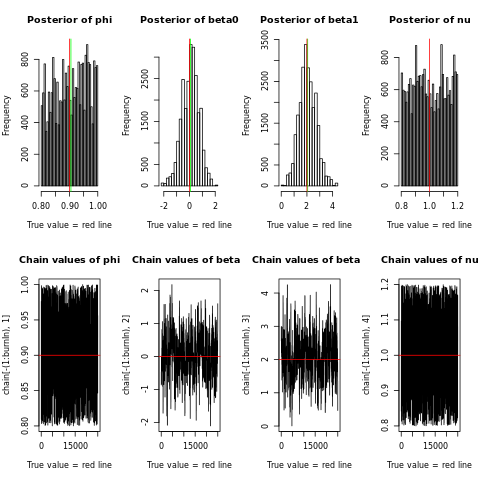 Posterior of phi
Posterior of beta0
Posterior of beta1
Posterior of nu
Frequency
0 200 400 600 800
0.80 0.90 1.00
True value = red line
Frequency
0 500 1500 2500
-2 0 2
True value = red line
Frequency
0 500 1500 2500 3500
0 2 4
True value = red line
Frequency
0 200 400 600 800
0.8 1.0 1.2
True value = red line
Chain values of phi
Chain values of beta
Chain values of beta
Chain values of nu
chain[-(1:burnIn), 1]
0.80 0.85 0.90 0.95 1.00
0 15000
True value = red line
chain[-(1:burnIn), 2]
-2 -1 0 1 2
0 15000
True value = red line
chain[-(1:burnIn), 3]
0 1 2 3 4
0 15000
True value = red line
chain[-(1:burnIn), 4]
0.8 0.9 1.0 1.1 1.2
0 15000
True value = red line